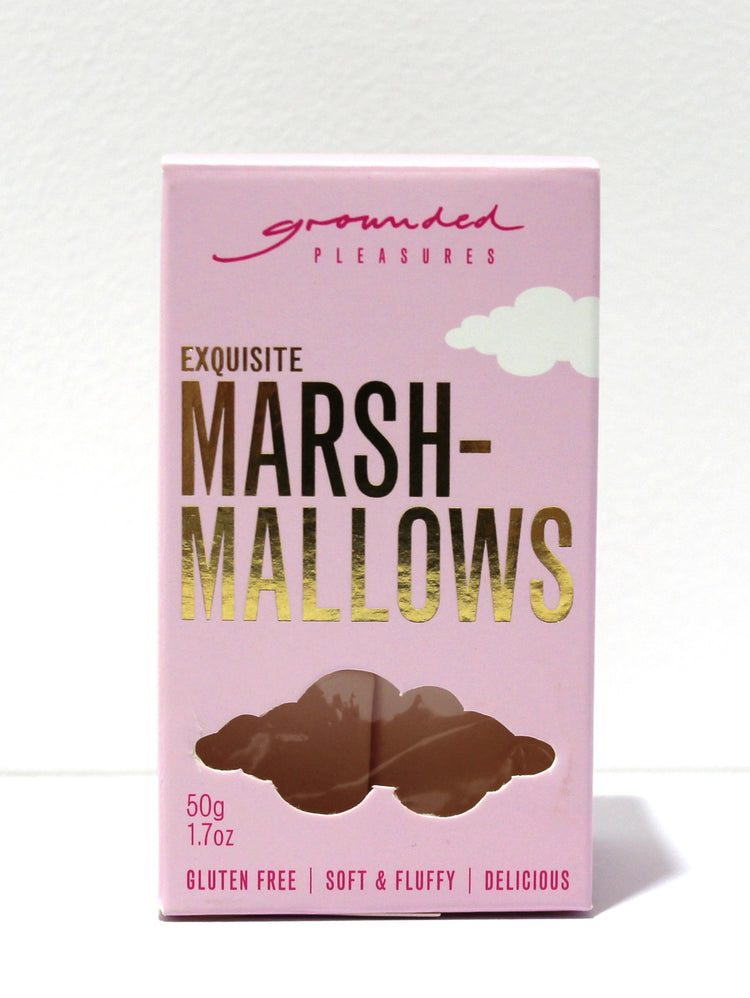 grounded
PLEASURES
EXQUISITE
MARSH-
MALLOWS
50g
1.7oz
GLUTEN FREE | SOFT & FLUFFY | DELICIOUS